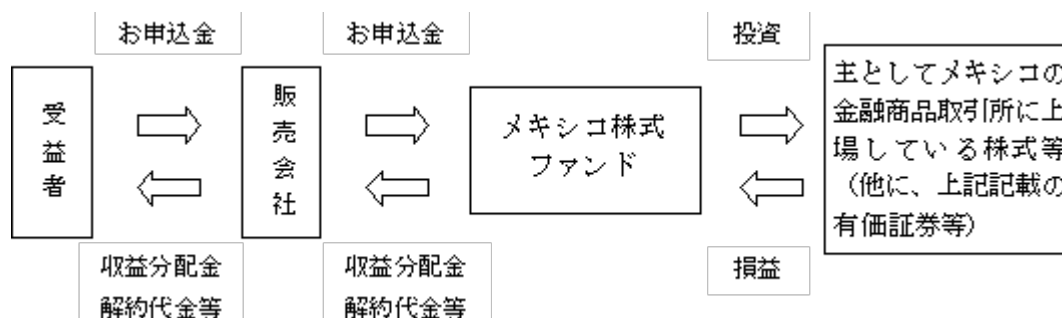 お申込金
お申込金
投資
受益者
販売会社
メキシコ株式
ファンド
主としてメキシコの
金融商品取引所に上
場している株式等
（他に、上記記載の
有価証券等）
収益分配金
解約代金等
収益分配金
解約代金等
損益